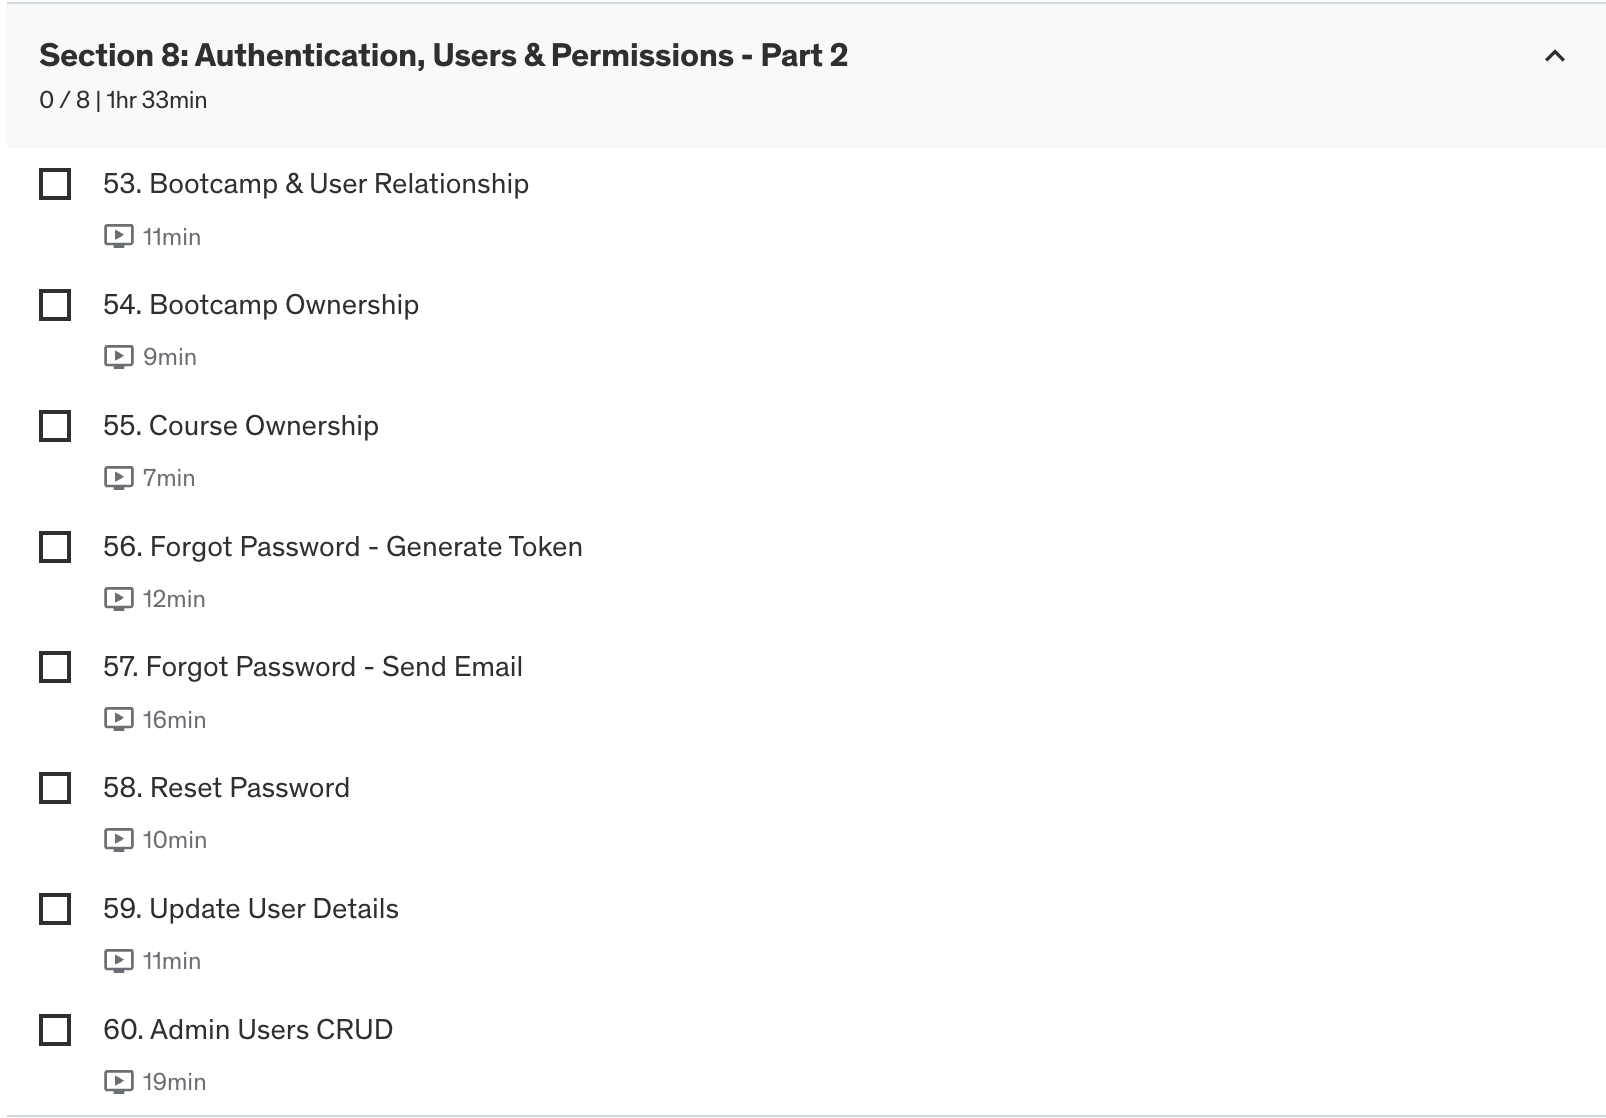 Section 8: Authentication, Users & Permissions - Part 2
0 / 8 | 1hr 33min
53. Bootcamp & User Relationship
11min
54. Bootcamp Ownership
9min
55. Course Ownership
7min
56. Forgot Password - Generate Token
12min
57. Forgot Password - Send Email
16min
58. Reset Password
10min
59. Update User Details
11min
60. Admin Users CRUD
19min